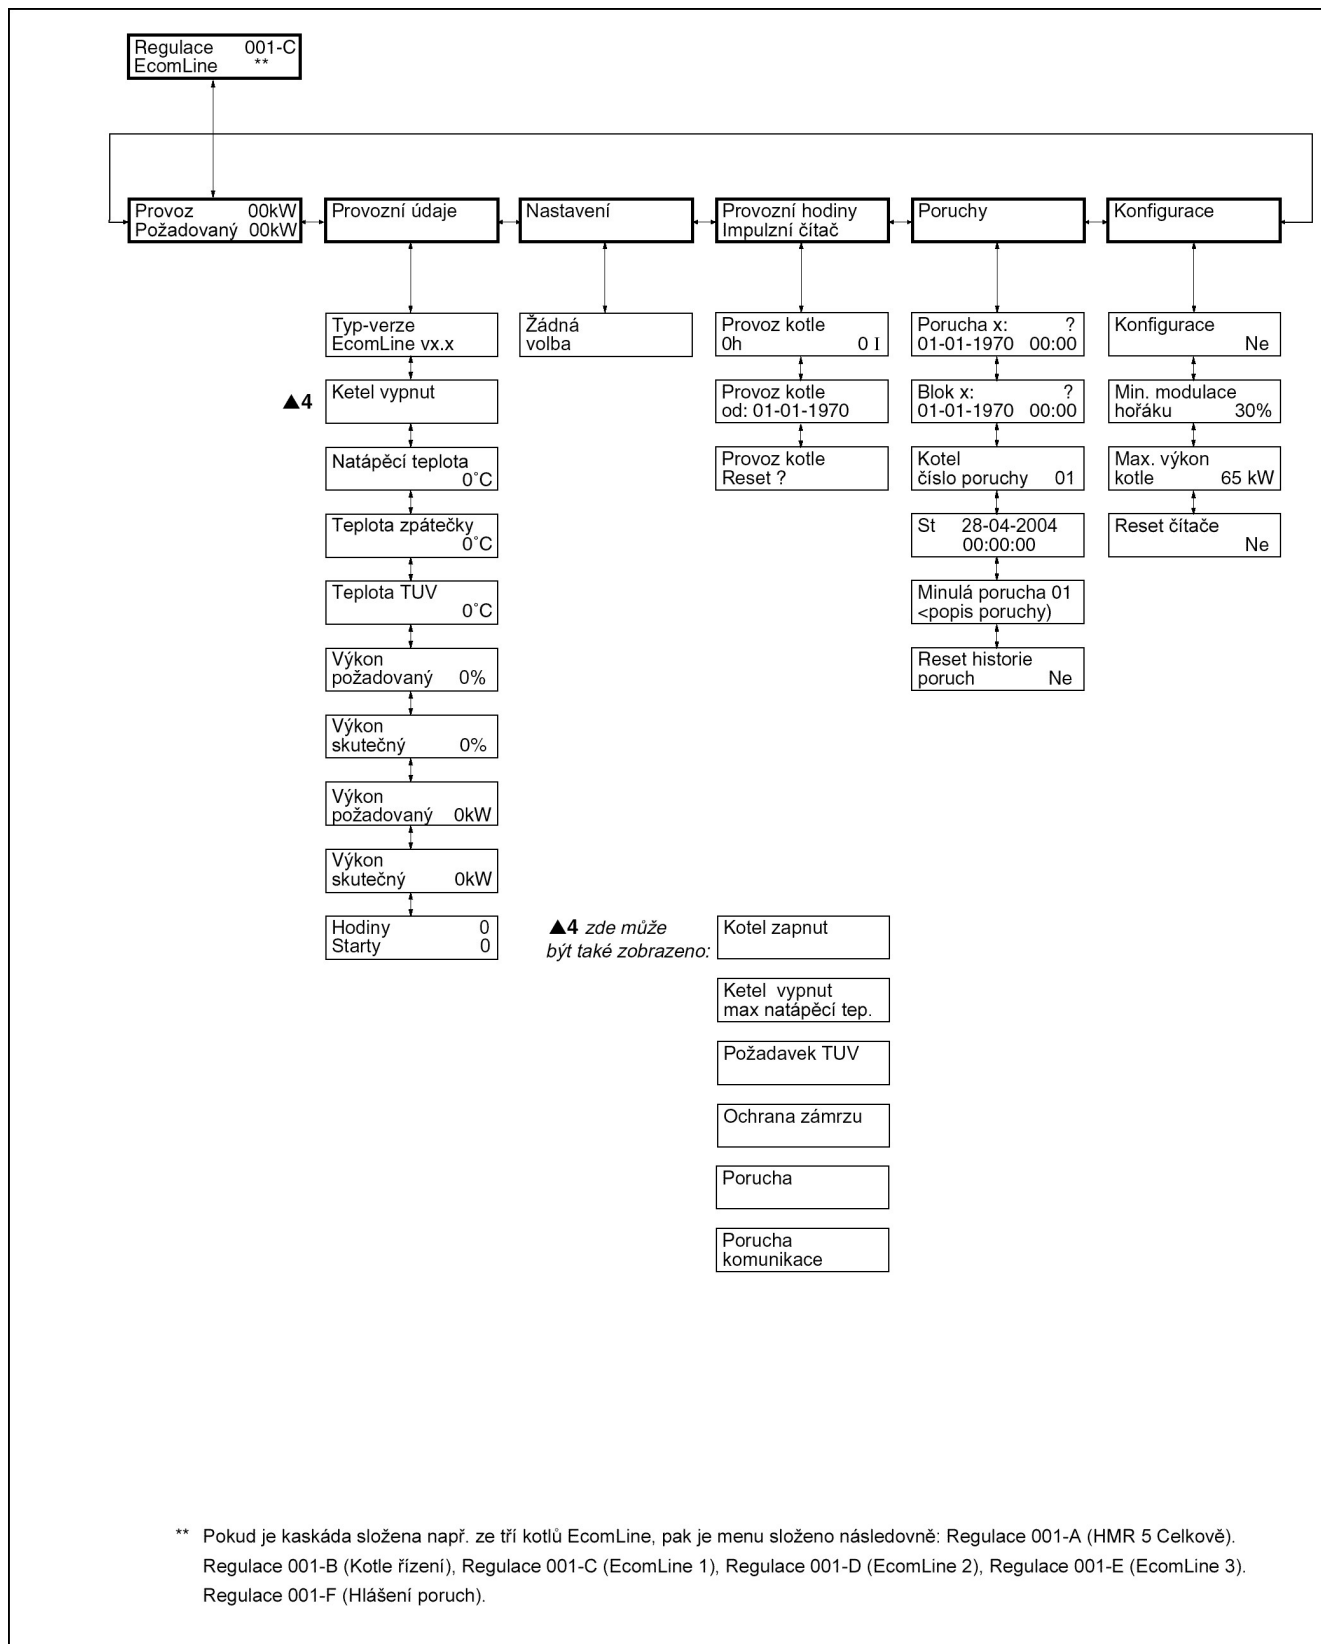 Regulace 001-C
EcomLine **
Provoz 00kW
Požadovaný 00kW
Provozní údaje
Nastavení
Provozní hodiny
Impulzní čítač
Poruchy
Konfigurace
Typ-verze
EcomLine vx.x
▲4
Ketel vypnut
Natápěcí teplota
0°C
Teplota zpátečky
0°C
Teplota TUV
0°C
Výkon
požadovaný 0%
Výkon
skutečný 0%
Výkon
požadovaný 0kW
Výkon
skutečný 0kW
Hodiny 0
Starty 0
Žádná
volba
Provoz kotle
0h 0 I
Provoz kotle
od: 01-01-1970
Provoz kotle
Reset ?
Porucha x: ?
01-01-1970 00:00
Blok x: ?
01-01-1970 00:00
Kotel
číslo poruchy 01
St 28-04-2004
00:00:00
Minulá porucha 01
<popis poruchy)
Reset historie
poruch Ne
Konfigurace
Ne
Min. modulace
hořáku 30%
Max. výkon
kotle 65 kW
Reset čítače
Ne
▲4 zde může
být také zobrazeno:
Kotel zapnut
Ketel vypnut
max natápěcí tep.
Požadavek TUV
Ochrana zámrzu
Porucha
Porucha
komunikace
** Pokud je kaskáda složena např. ze tří kotlů EcomLine, pak je menu složeno následovně: Regulace 001-A (HMR 5 Celkově).
Regulace 001-B (Kotle řízení), Regulace 001-C (EcomLine 1), Regulace 001-D (EcomLine 2), Regulace 001-E (EcomLine 3).
Regulace 001-F (Hlášení poruch).